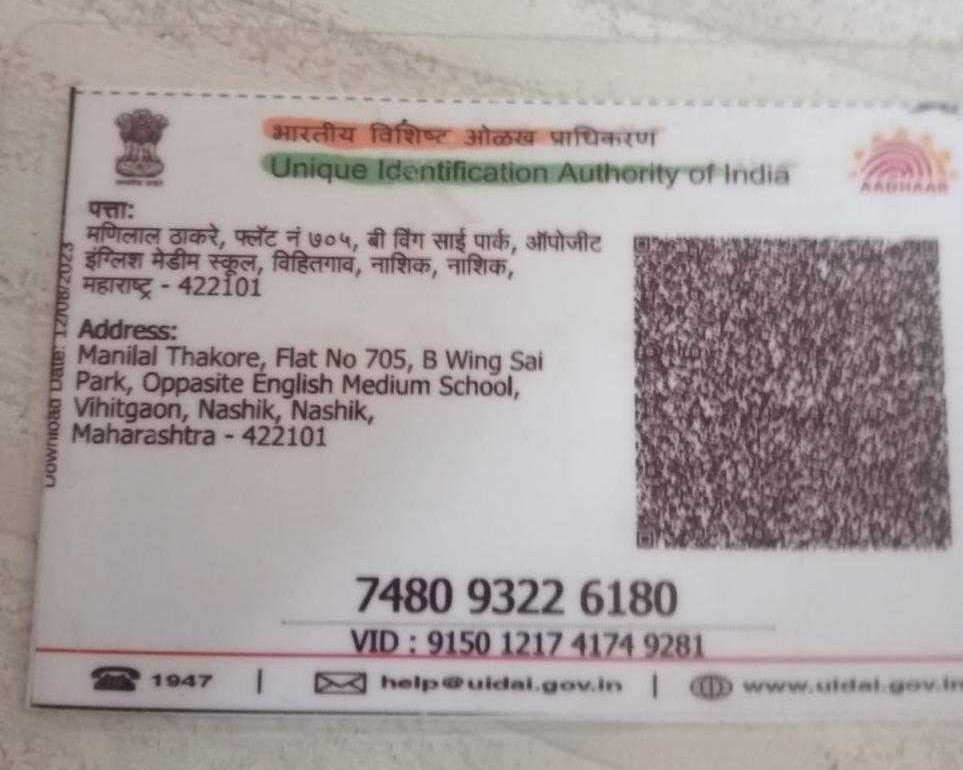 भारतीय विशिष्ट ओळख प्राधिकरण
Unique Identification Authority of India
AADHAAR
पत्ता:
मणिलाल ठाकरे, फ्लॅट नं ७०५, बी विंग साई पार्क, ऑपोजीट
इंग्लिश मेडीम स्कूल, विहितगाव, नाशिक, नाशिक,
महाराष्ट्र - 422101
Address:
Manilal Thakore, Flat No 705, B Wing Sai
Park, Oppasite English Medium School,
Vihitgaon, Nashik, Nashik,
Maharashtra - 422101
Download Date: 12/08/2023
7480 9322 6180
VID : 9150 1217 4174 9281
1947 | help@uidai.gov.in | www.uidai.gov.in